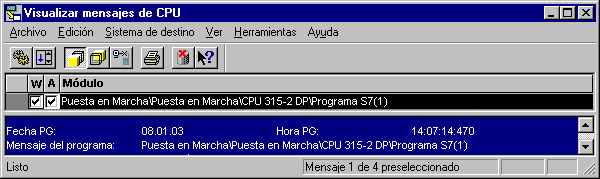 Visualizar mensajes de CPU
Archivo Edición Sistema de destino Ver Herramientas Ayuda
W A Módulo
Puesta en Marcha\Puesta en Marcha\CPU 315-2 DP\Programa S7(1)
Fecha PG: 08.01.03 Hora PG: 14:07:14:470
Mensaje del programa: Puesta en Marcha\Puesta en Marcha\CPU 315-2 DP\Programa S7(1)
Listo Mensaje 1 de 4 preseleccionado